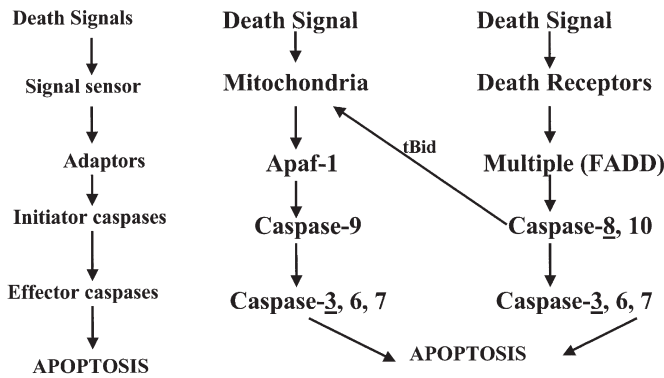 Death Signals
Signal sensor
Adaptors
Initiator caspases
Effector caspases
APOPTOSIS
Death Signal
Mitochondria
Apaf-1
Caspase-9
Caspase-3, 6, 7
tBid
Death Signal
Death Receptors
Multiple (FADD)
Caspase-8, 10
Caspase-3, 6, 7
APOPTOSIS